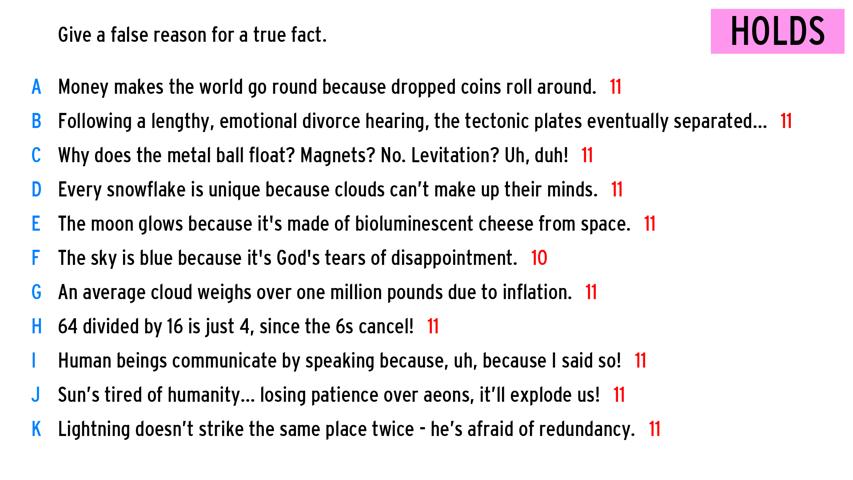 Give a false reason for a true fact.
HOLDS
A Money makes the world go round because dropped coins roll around. 11
B Following a lengthy, emotional divorce hearing, the tectonic plates eventually separated... 11
C Why does the metal ball float? Magnets? No. Levitation? Uh, duh! 11
D Every snowflake is unique because clouds can’t make up their minds. 11
E The moon glows because it's made of bioluminescent cheese from space. 11
F The sky is blue because it's God's tears of disappointment. 10
G An average cloud weighs over one million pounds due to inflation. 11
H 64 divided by 16 is just 4, since the 6s cancel! 11
I Human beings communicate by speaking because, uh, because I said so! 11
J Sun’s tired of humanity... losing patience over aeons, it’ll explode us! 11
K Lightning doesn’t strike the same place twice - he’s afraid of redundancy. 11